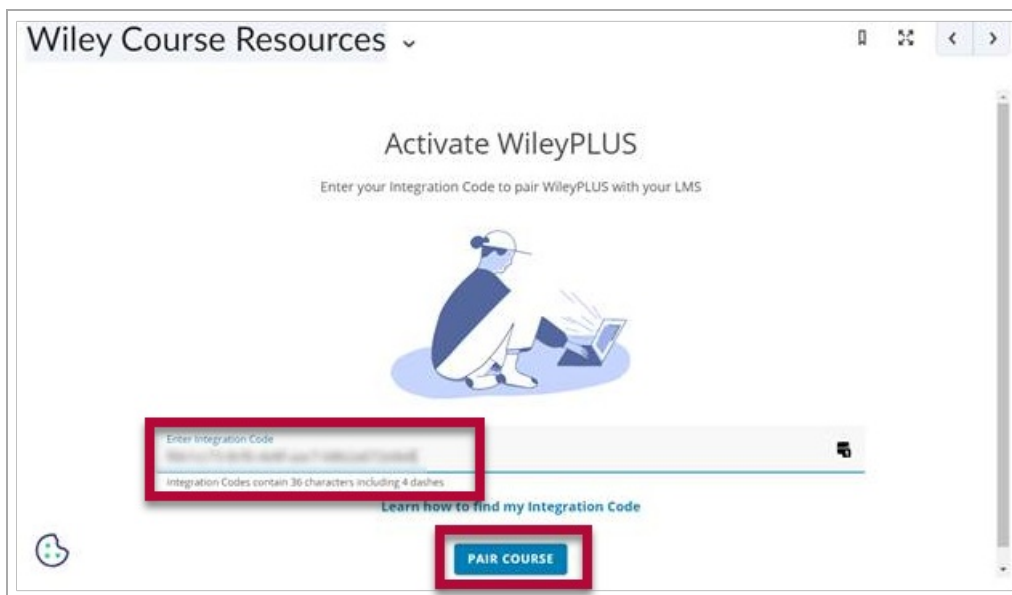 Wiley Course Resources
Activate WileyPLUS
Enter your Integration Code to pair WileyPLUS with your LMS
Enter Integration Code
Integration Codes contain 36 characters including 4 dashes
Learn how to find my Integration Code
PAIR COURSE